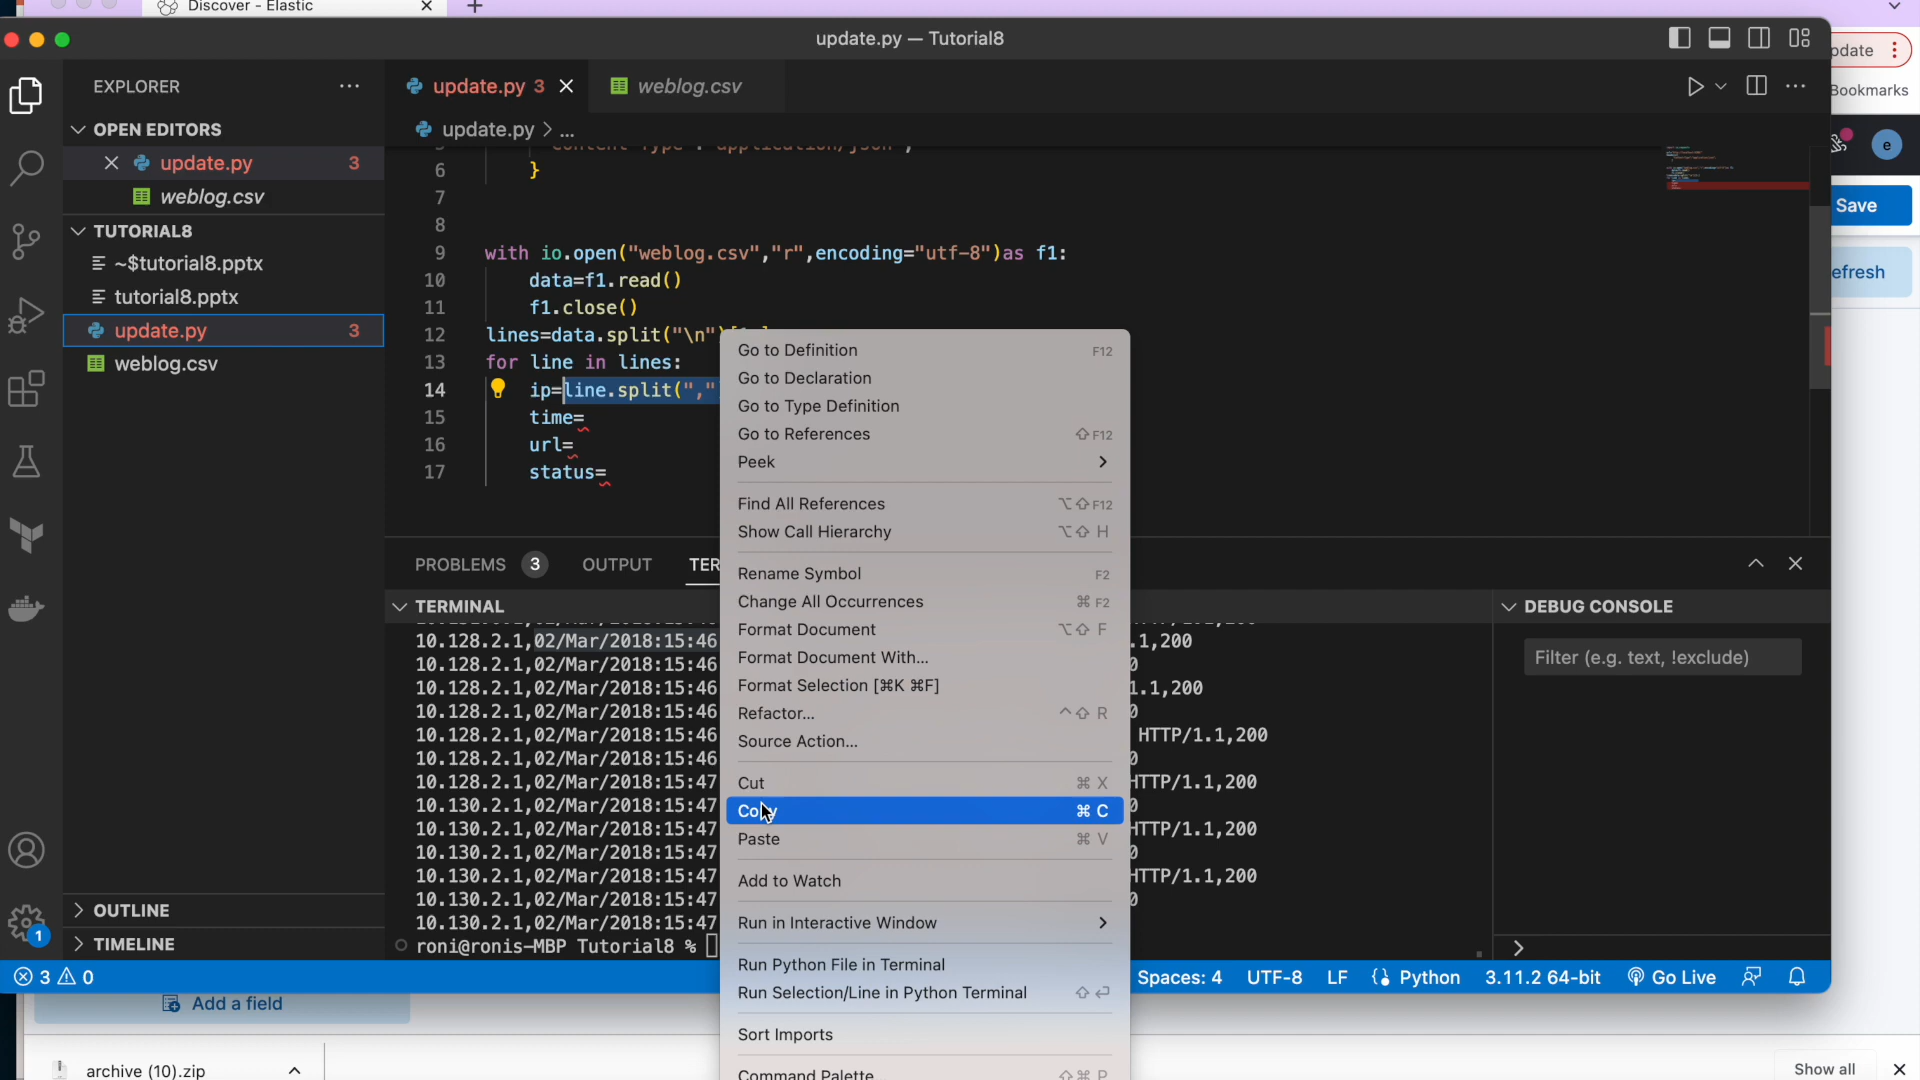 Discover - Elastic
update.py — Tutorial8
pdate
Bookmarks
EXPLORER
update.py 3
weblog.csv
OPEN EDITORS
update.py > ...
e
update.py 3
weblog.csv
6 }
7
8
Save
TUTORIAL8
~$tutorial8.pptx
tutorial8.pptx
update.py 3
weblog.csv
efresh
9 with io.open("weblog.csv","r",encoding="utf-8")as f1:
10 data=f1.read()
11 f1.close()
12 lines=data.split("\n")
13 for line in lines:
14 ip=line.split(","
15 time=
16 url=
17 status=
Go to Definition F12
Go to Declaration
Go to Type Definition
Go to References ⇧F12
Peek >
Find All References ⌥⇧F12
Show Call Hierarchy ⌥⇧ H
Rename Symbol F2
Change All Occurrences ⌘ F2
Format Document ⌥⇧ F
Format Document With...
Format Selection [⌘K ⌘F]
Refactor... ^⇧ R
Source Action...
Cut ⌘ X
Copy ⌘ C
Paste ⌘ V
Add to Watch
Run in Interactive Window >
Run Python File in Terminal
Run Selection/Line in Python Terminal ⇧⏎
Sort Imports
Command Palette... ⇧⌘ P
PROBLEMS 3 OUTPUT TER
TERMINAL
DEBUG CONSOLE
Filter (e.g. text, !exclude)
10.128.2.1,02/Mar/2018:15:46 .1,200
10.128.2.1,02/Mar/2018:15:46 0
10.128.2.1,02/Mar/2018:15:46 1.1,200
10.128.2.1,02/Mar/2018:15:46 0
10.128.2.1,02/Mar/2018:15:46 HTTP/1.1,200
10.128.2.1,02/Mar/2018:15:46 0
10.128.2.1,02/Mar/2018:15:47 HTTP/1.1,200
10.130.2.1,02/Mar/2018:15:47 0
10.130.2.1,02/Mar/2018:15:47 HTTP/1.1,200
10.130.2.1,02/Mar/2018:15:47 0
10.130.2.1,02/Mar/2018:15:47 HTTP/1.1,200
10.130.2.1,02/Mar/2018:15:47 0
10.130.2.1,02/Mar/2018:15:47
roni@ronis-MBP Tutorial8 %
>
OUTLINE
TIMELINE
1
3 0
Spaces: 4 UTF-8 LF Python 3.11.2 64-bit Go Live
Add a field
archive (10).zip
Show all